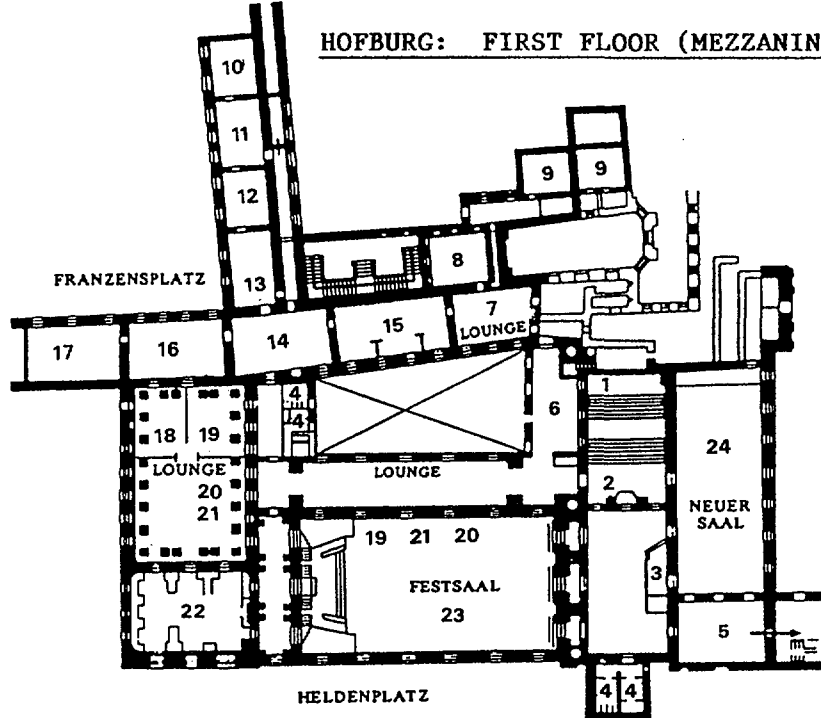 HOFBURG: FIRST FLOOR (MEZZANIN
10
11
9 9
12
8
FRANZENSPLATZ
13
7
15
LOUNGE
14
17 16
4
1
6
18 19
4
24
LOUNGE
LOUNGE
20
2
21
NEUER
SAAL
19 21 20
3
FESTSAAL
22
23
5
4 4
HELDENPLATZ